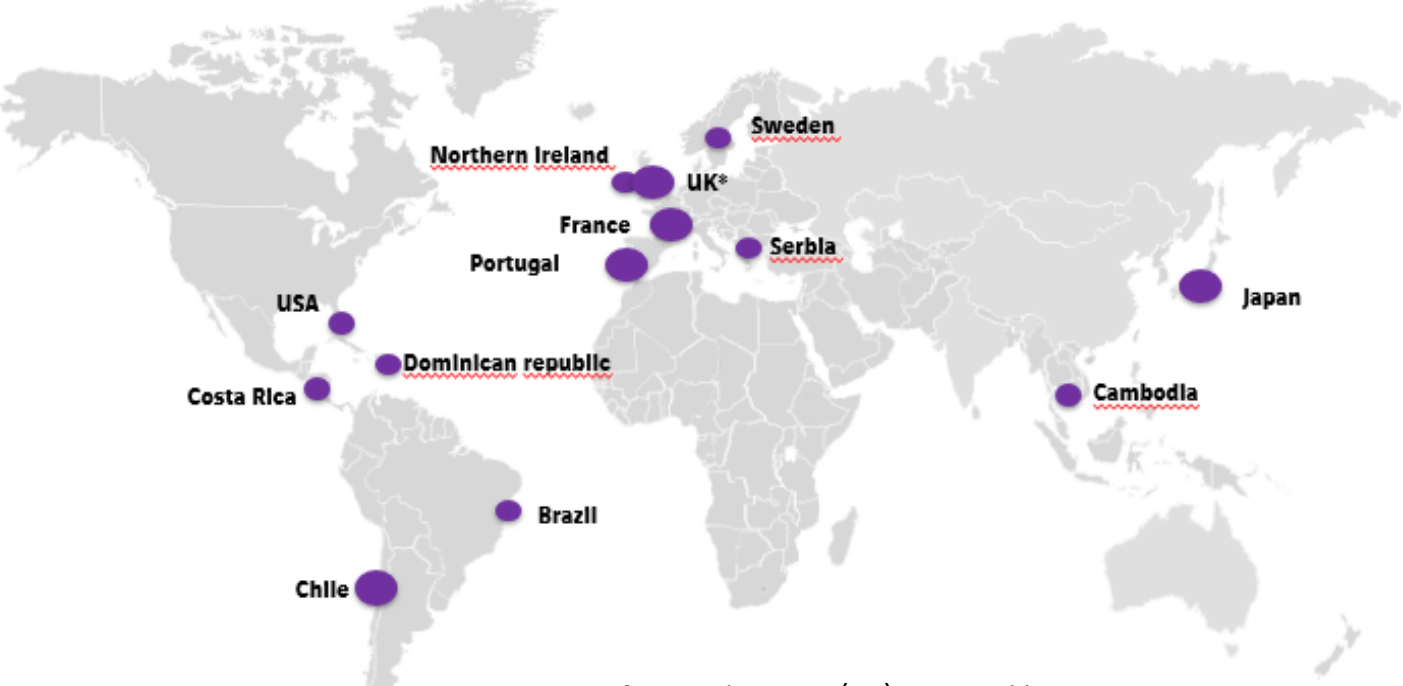 Sweden
Northern Ireland
UK*
France
Serbia
Portugal
Japan
USA
Dominican republic
Costa Rica
Cambodia
Brazil
Chile